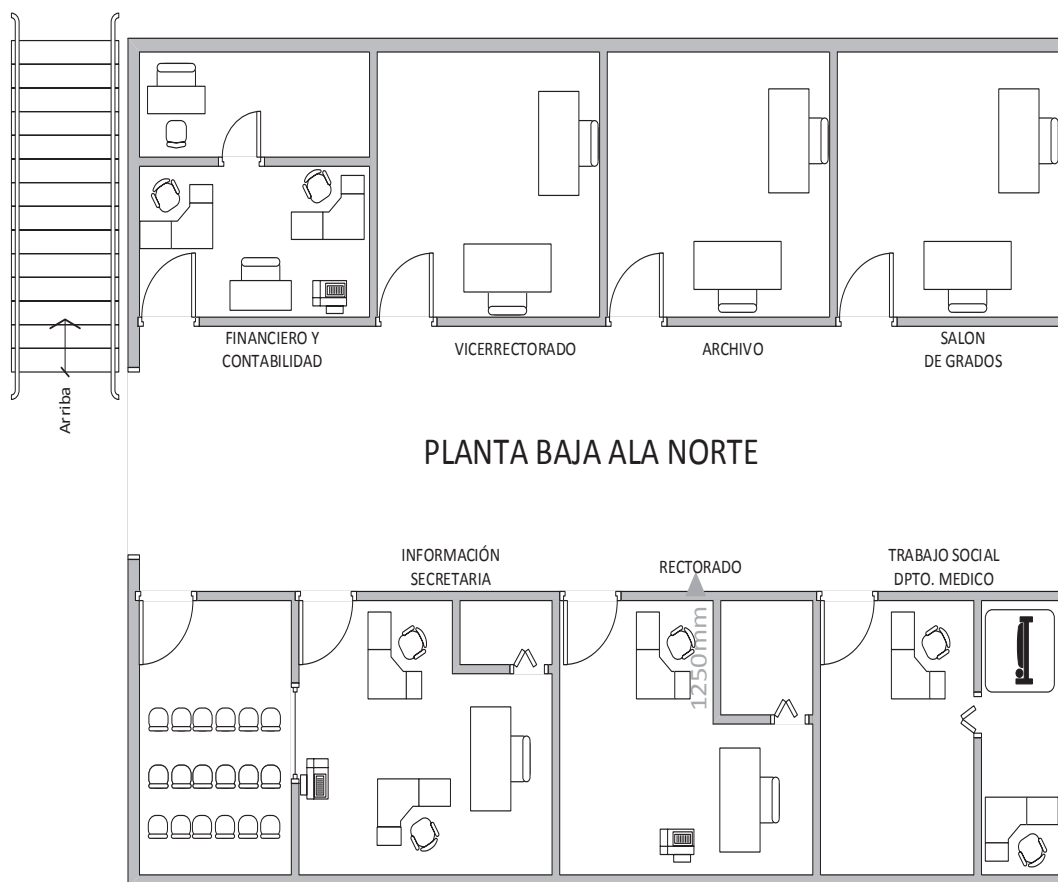 FINANCIERO Y
CONTABILIDAD
VICERRECTORADO
ARCHIVO
SALON
DE GRADOS
Arriba
PLANTA BAJA ALA NORTE
INFORMACIÓN
SECRETARIA
RECTORADO
TRABAJO SOCIAL
DPTO. MEDICO
1250mm